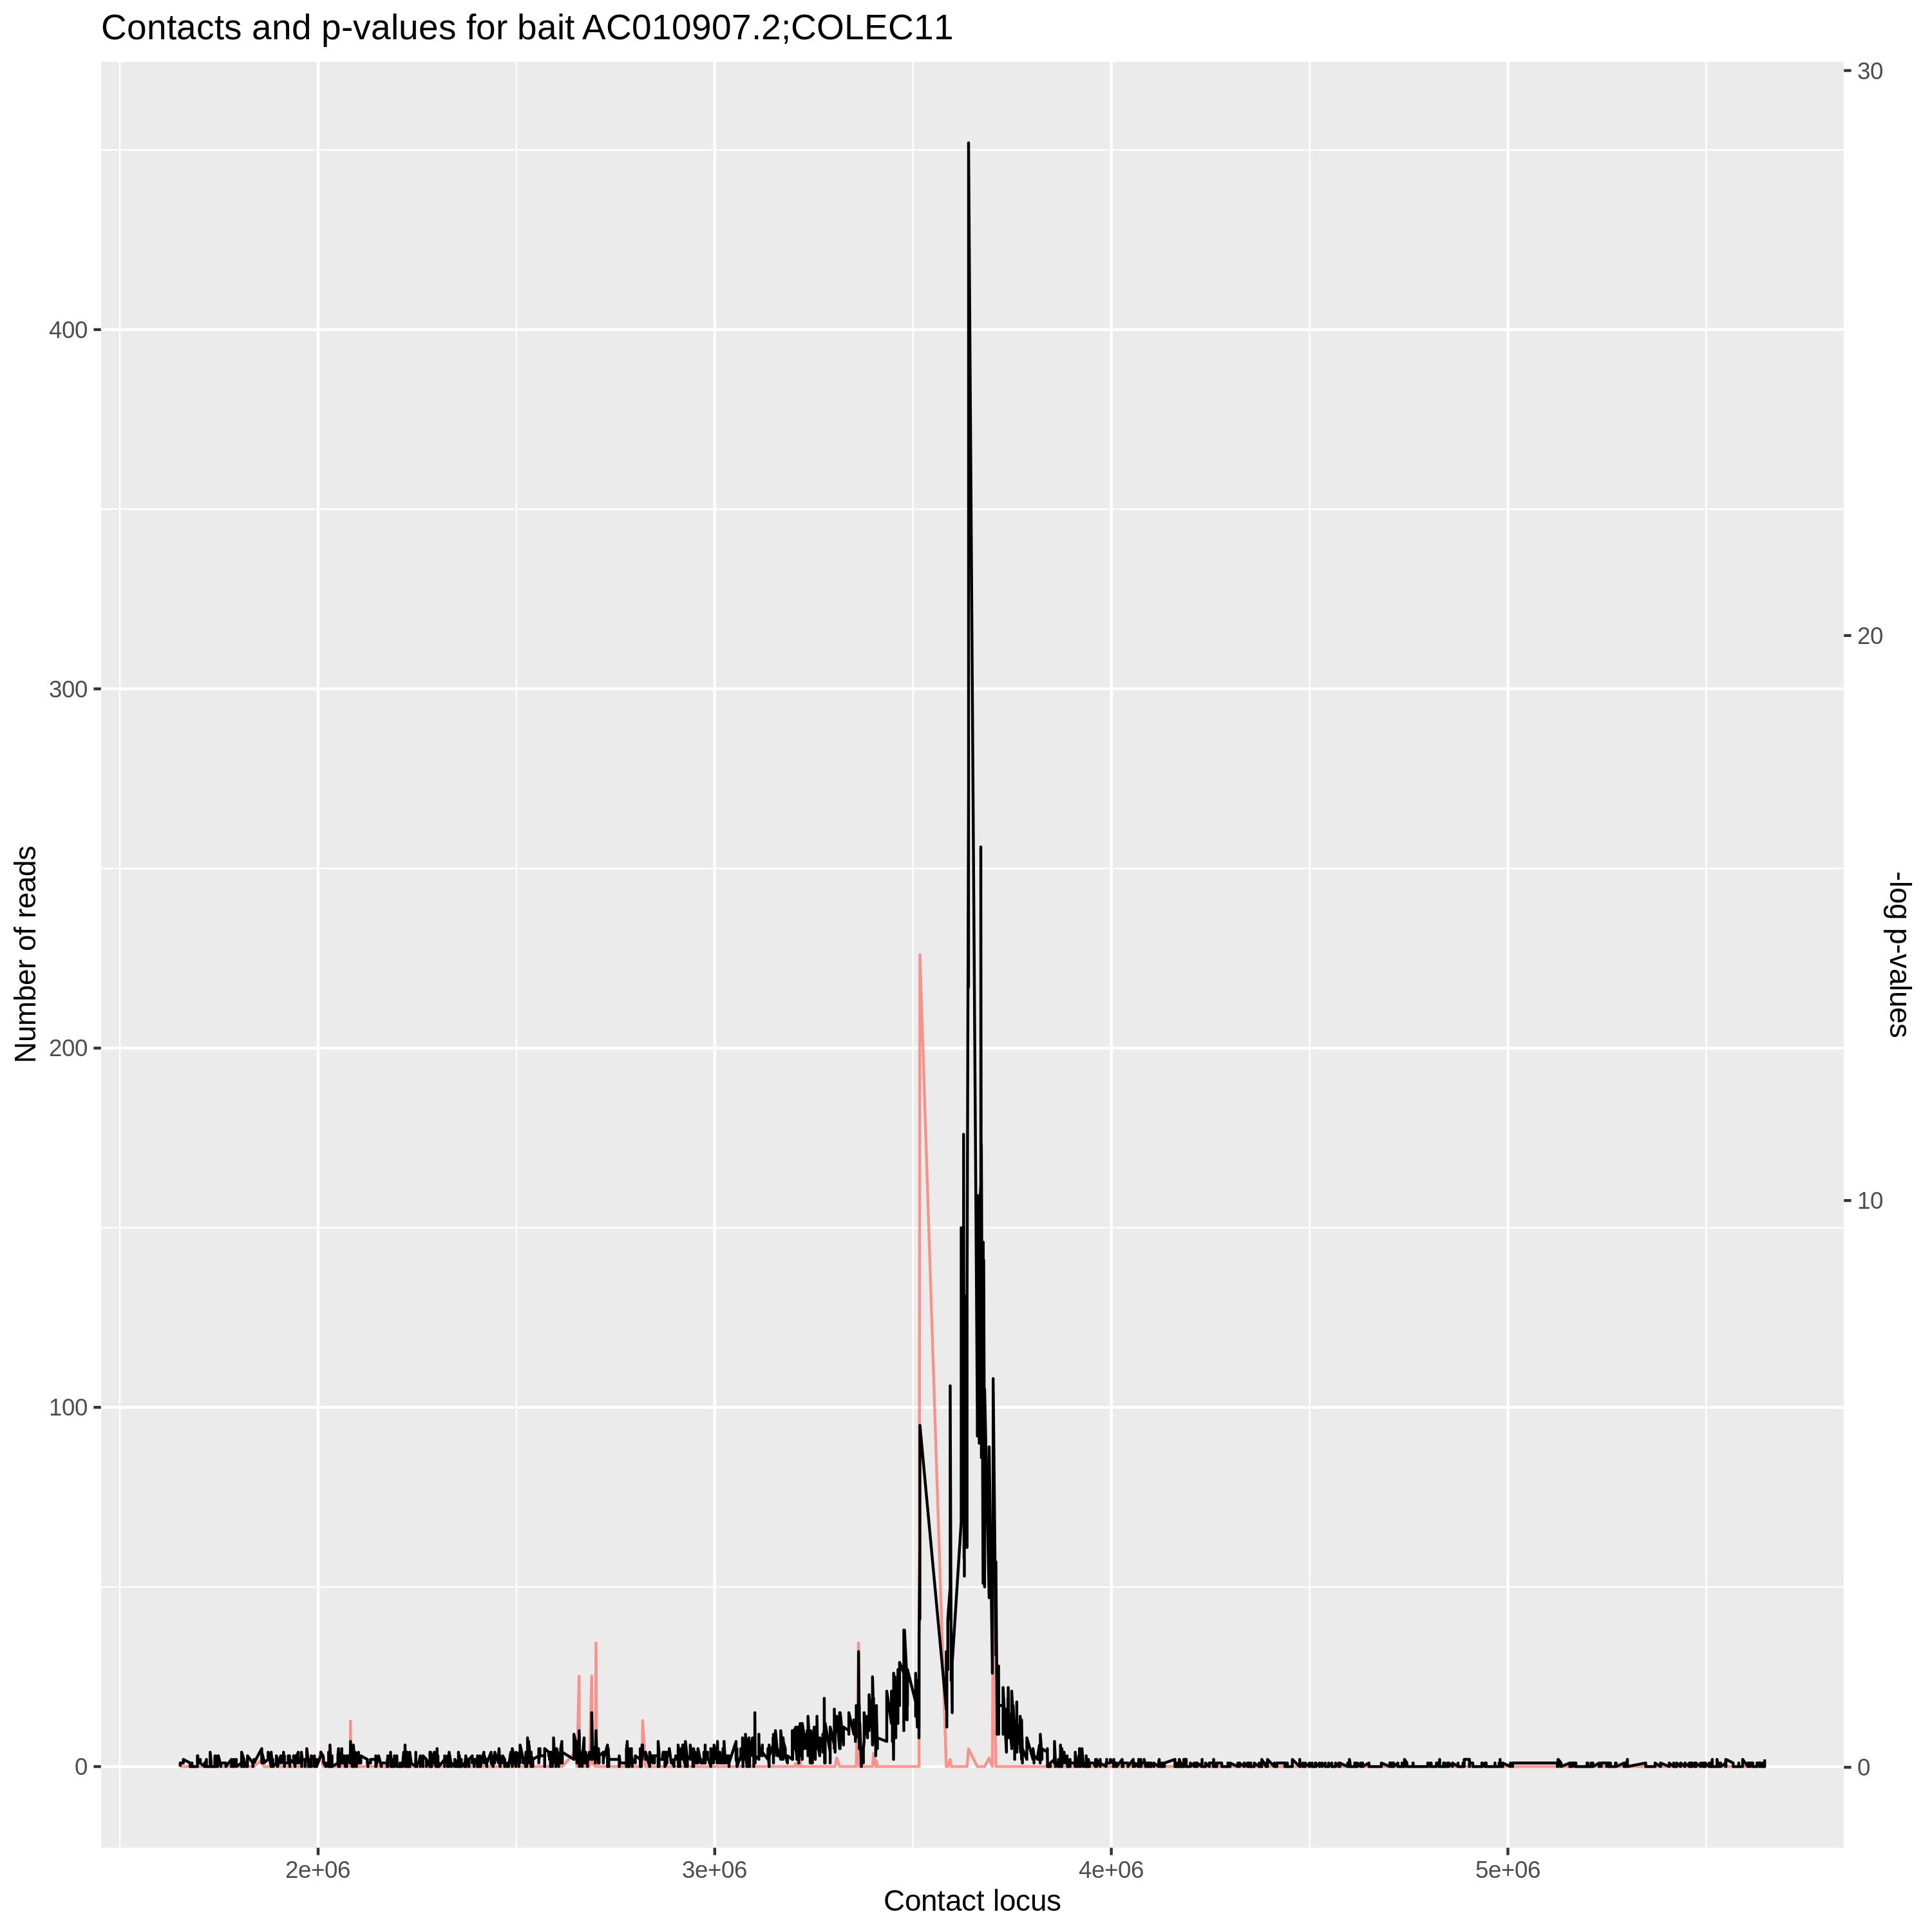 Contacts and p-values for bait AC010907.2;COLEC11
30
400
20
300
Number of reads
-log p-values
200
10
100
0
0
2e+06
3e+06
4e+06
5e+06
Contact locus